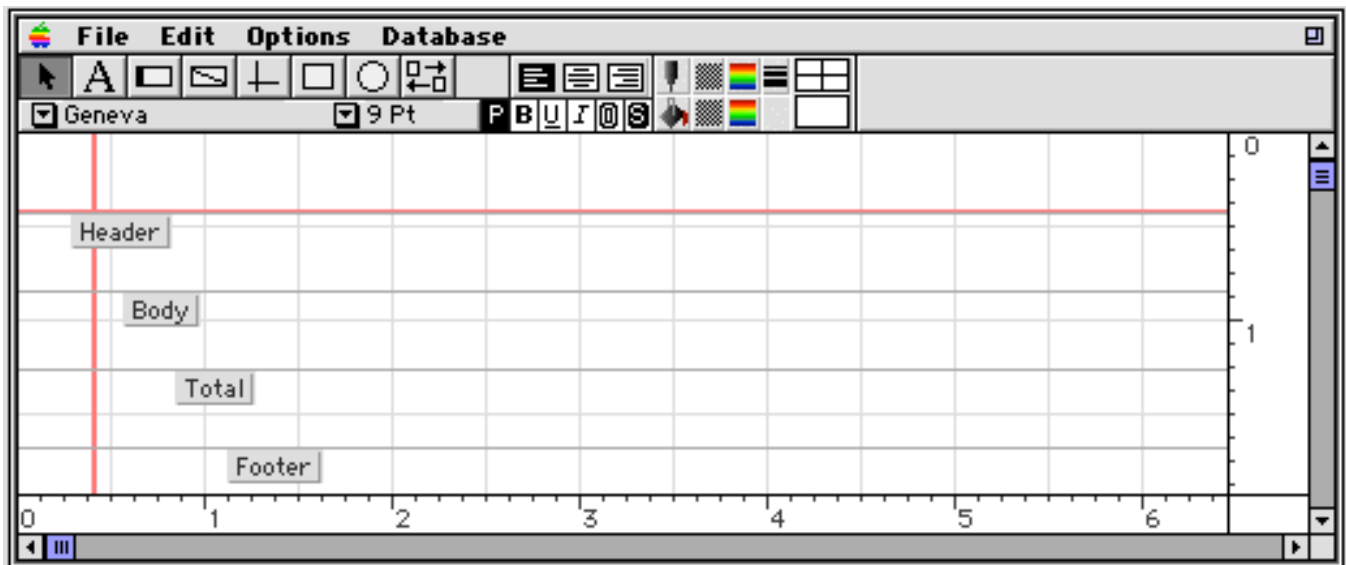 File Edit Options Database
A
Geneva 9 Pt P B U I O S
0
Header
Body
1
Total
Footer
0 1 2 3 4 5 6